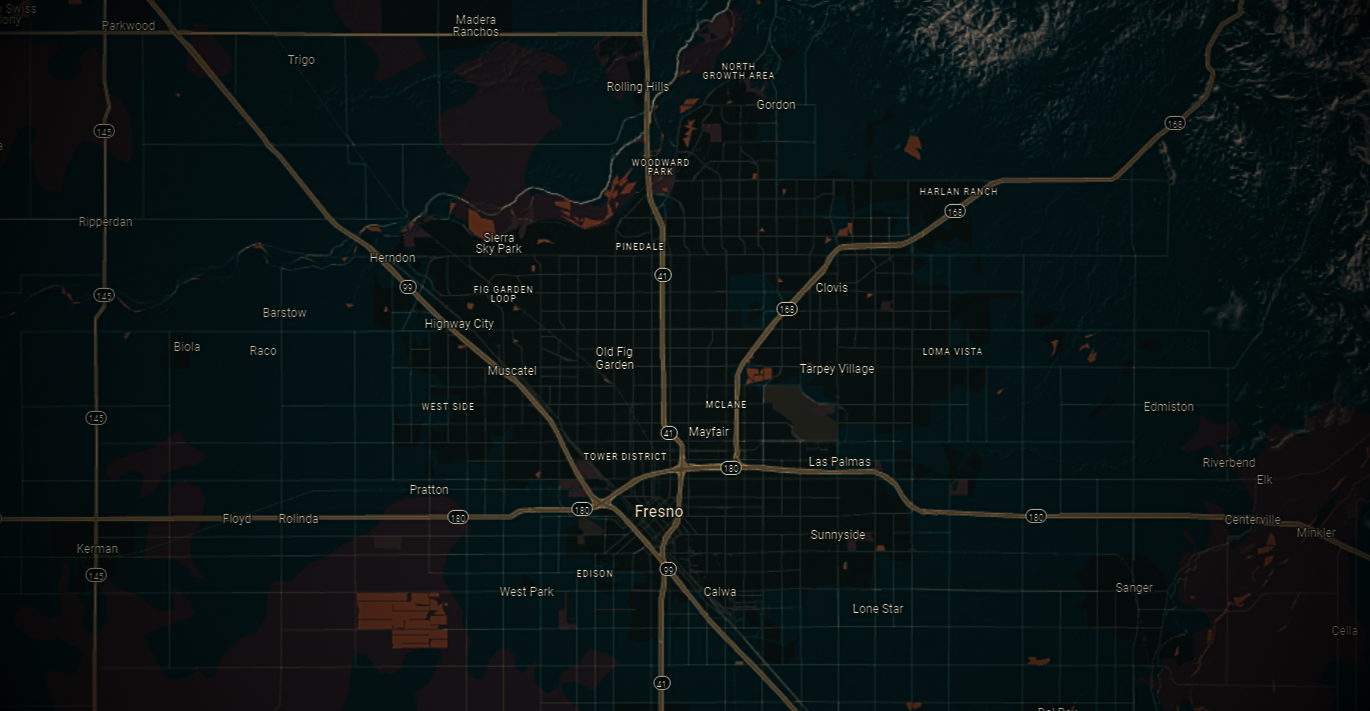 Swiss
Parkwood
Madera
Ranchos
Trigo
NORTH
GROWTH AREA
Rolling Hills
Gordon
145
168
WOODWARD
PARK
HARLAN RANCH
168
Ripperdan
Sierra
Sky Park
PINEDALE
Herndon
41
99
FIG GARDEN
LOOP
Clovis
145
168
Barstow
Highway City
Biola
Raco
Old Fig
Garden
LOMA VISTA
Muscatel
Tarpey Village
WEST SIDE
MCLANE
Edmiston
145
41
Mayfair
TOWER DISTRICT
180
Las Palmas
Riverbend
Elk
Pratton
180
Fresno
Floyd
Rolinda
180
180
Centerville
Minkler
Sunnyside
Kerman
145
EDISON
99
West Park
Calwa
Sanger
Lone Star
Cella
41